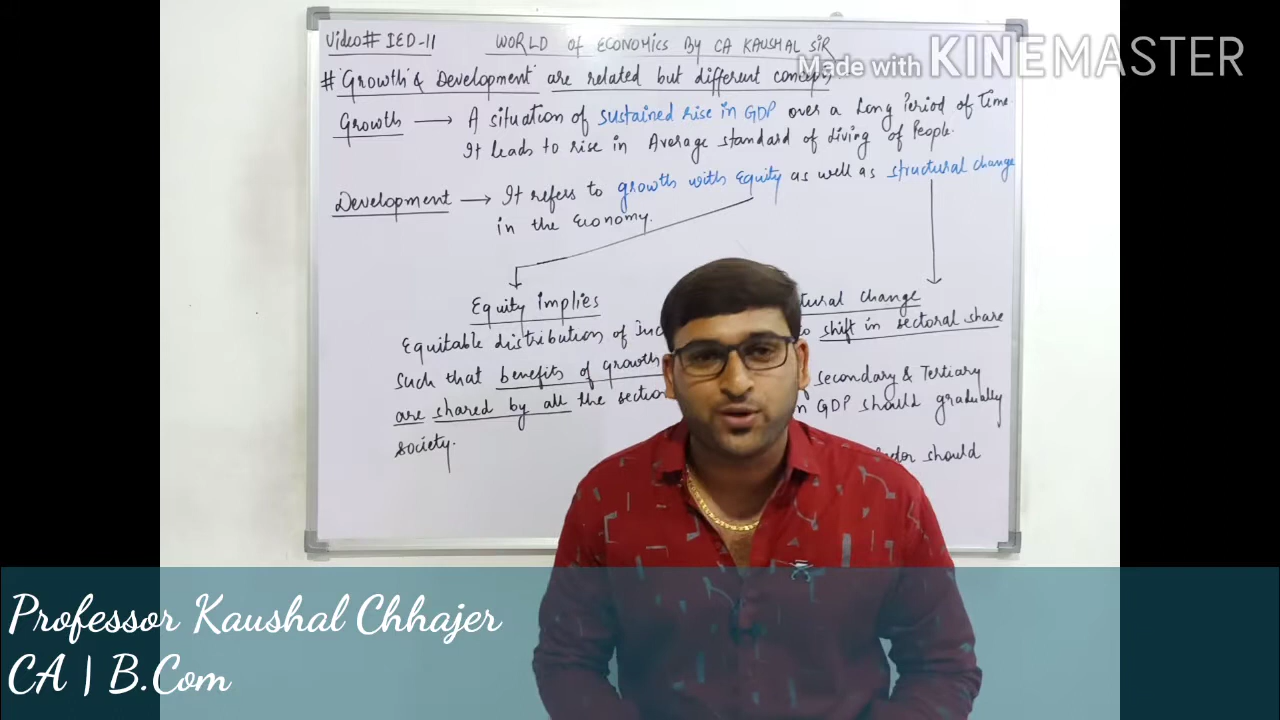 Video# IED-11 WORLD of ECONOMICS BY CA KAUSHAL SIR
Made with KINEMASTER
# 'Growth' & 'Development' are related but different concepts
Growth → A situation of sustained rise in GDP over a Long Period of Time.
It leads to rise in Average standard of Living of People.
Development → It refers to growth with Equity as well as structural change
in the Economy.
Equity implies
Equitable distribution of
such that benefits of growth
are shared by all the
society.
change
shift in sectoral share
secondary & Tertiary
GDP should gradually
should
Professor Kaushal Chhajer
CA | B.Com